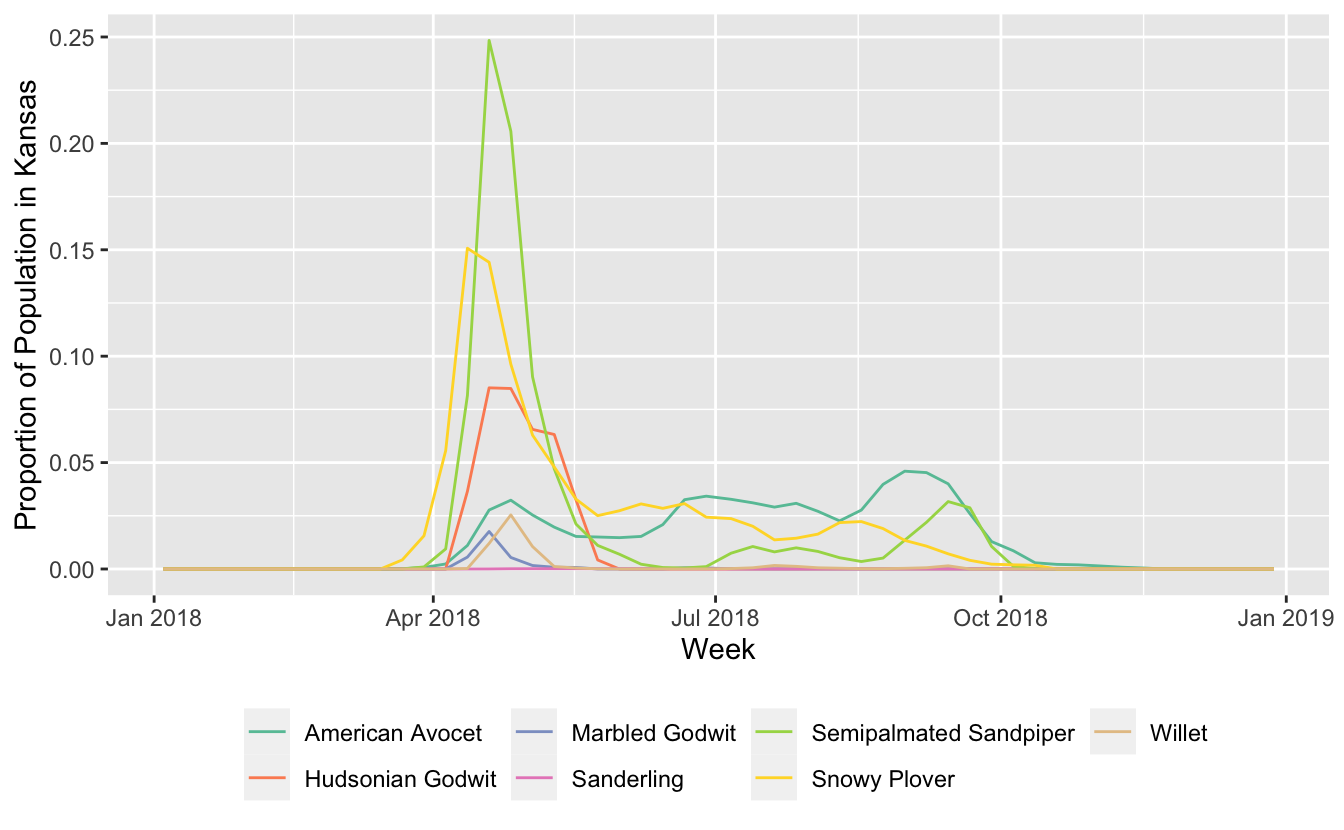 0.25
0.20
0.15
0.10
0.05
0.00
Proportion of Population in Kansas
Jan 2018 Apr 2018 Jul 2018 Oct 2018 Jan 2019
Week
American Avocet Marbled Godwit Semipalmated Sandpiper Willet
Hudsonian Godwit Sanderling Snowy Plover